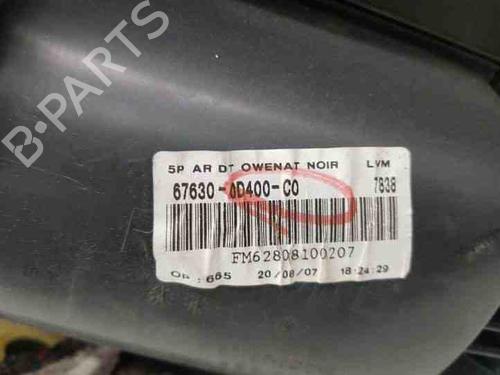 B-PARTS
5P AR DT OWENAT NOIR LVM
67630-0D400-C0 7838
FM62808100207
OP : 665 20/08/07 18:24:29